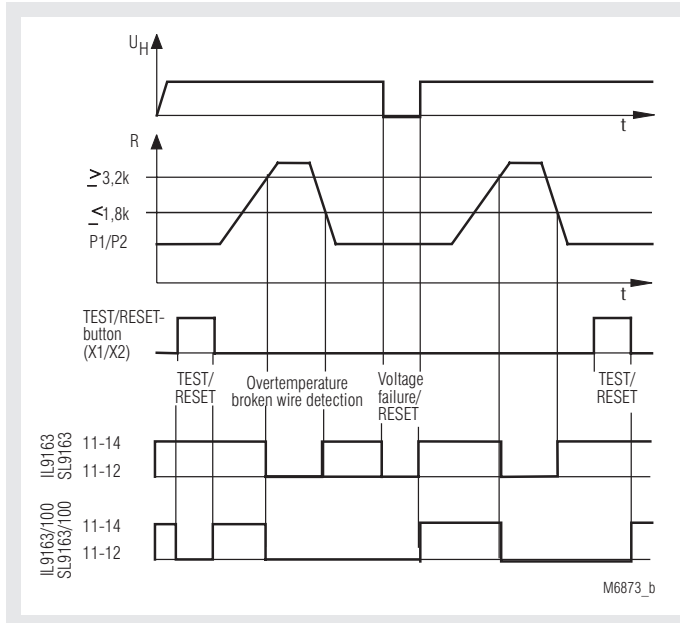 UH
t
R
≥3,2k
≤1,8k
P1/P2
t
TEST/RESET-
button
(X1/X2)
TEST/
RESET
Overtemperature
broken wire detection
Voltage
failure/
RESET
TEST/
RESET
IL9163
SL9163
11-14
11-12
IL9163/100
SL9163/100
11-14
11-12
M6873_b